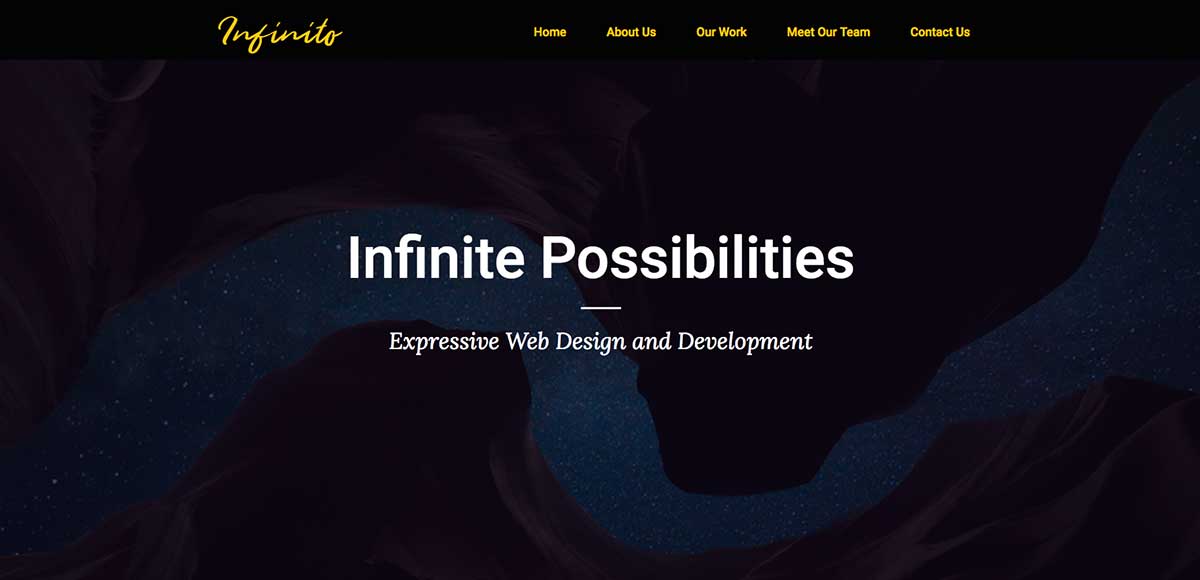 Infinito
Home About Us Our Work Meet Our Team Contact Us
Infinite Possibilities
Expressive Web Design and Development